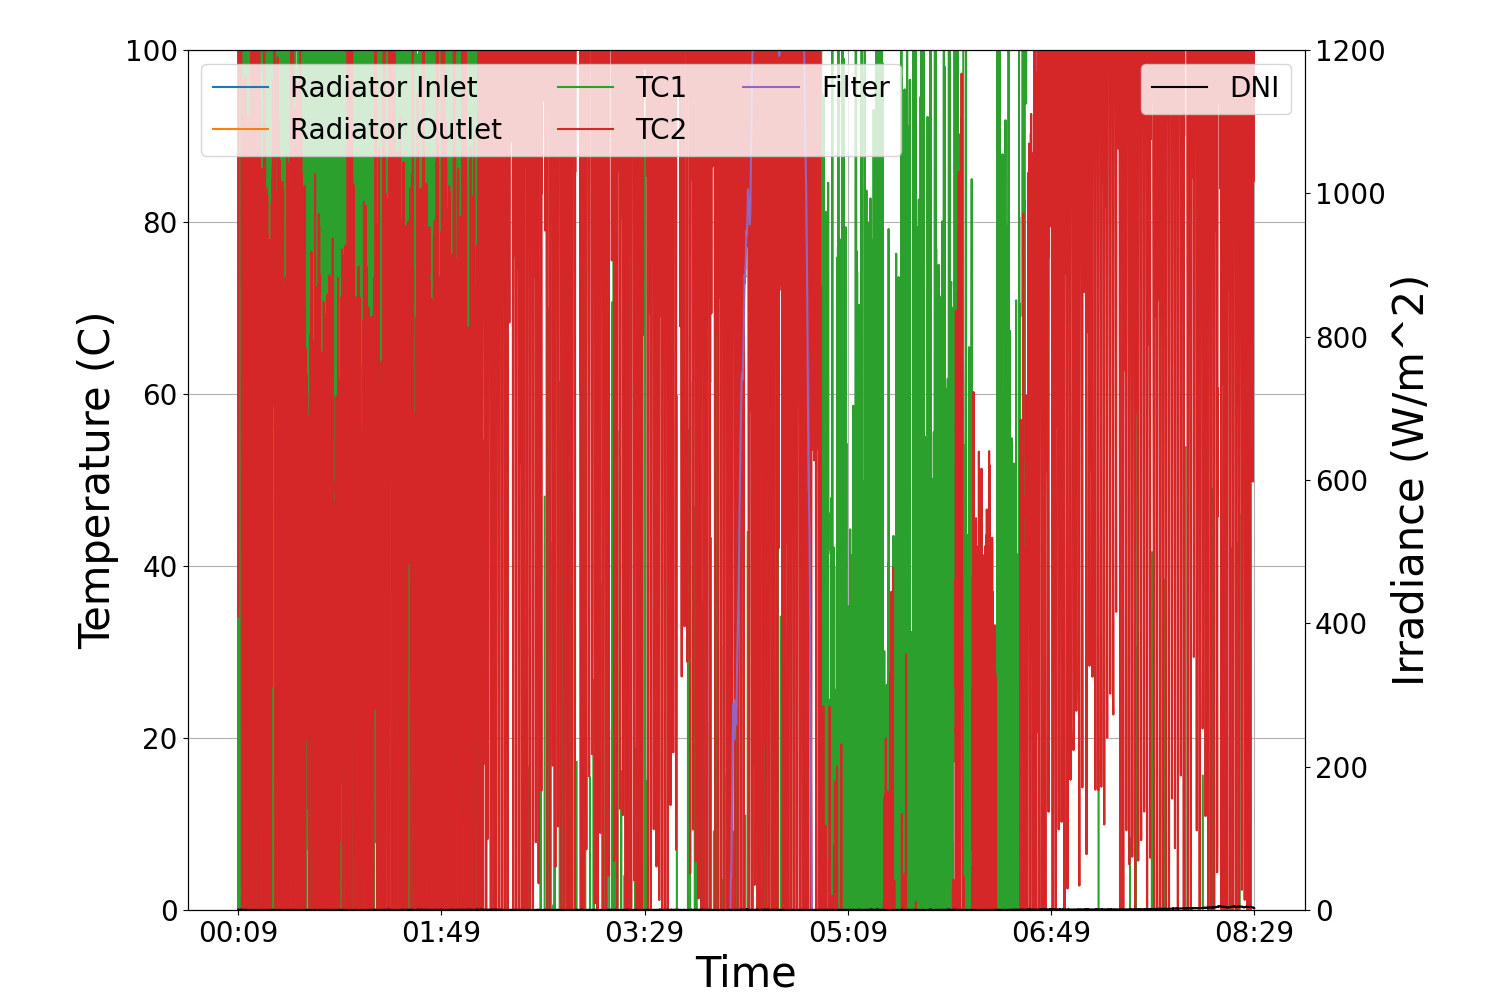 100
80
60
40
20
0
Temperature (C)
Radiator Inlet
Radiator Outlet
TC1
TC2
Filter
DNI
1200
1000
800
600
400
200
0
Irradiance (W/m^2)
00:09
01:49
03:29
05:09
06:49
08:29
Time